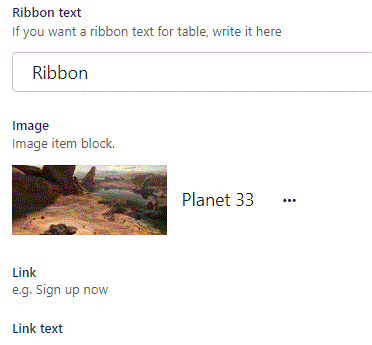 Ribbon text
If you want a ribbon text for table, write it here
Ribbon
Image
Image item block.
Planet 33
Link
e.g. Sign up now
Link text